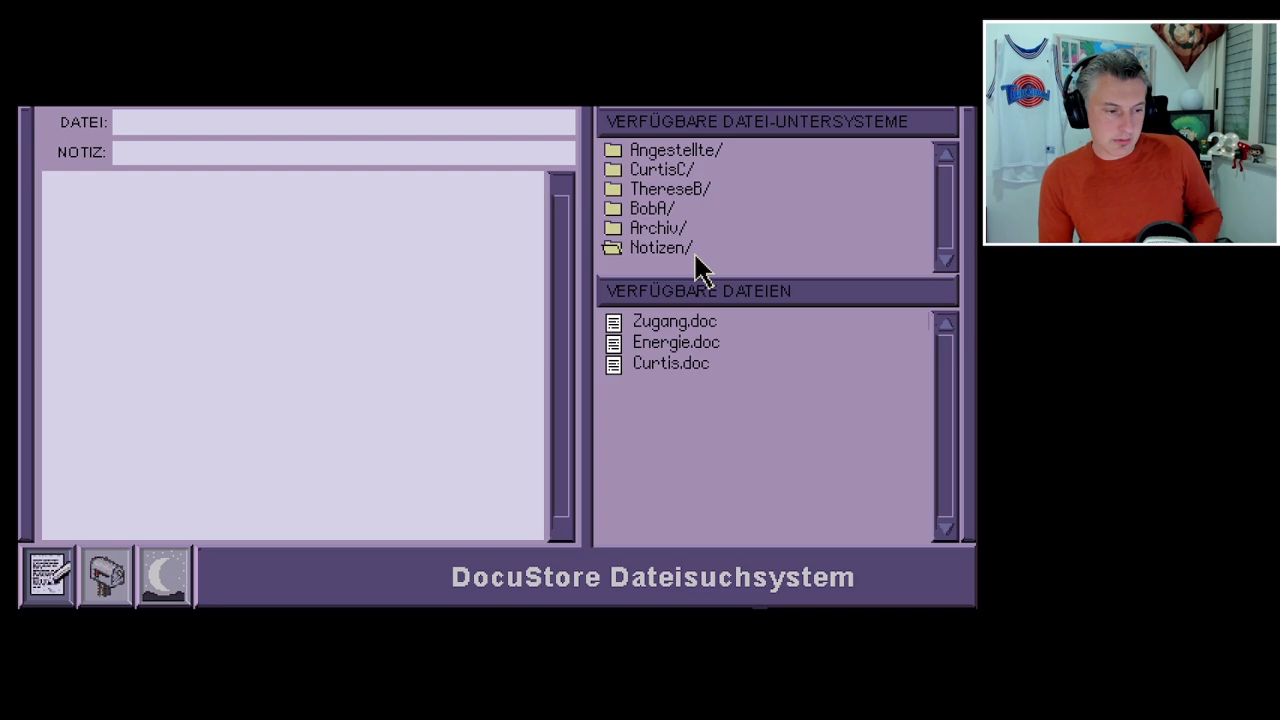 DATEI:
NOTIZ:
VERFÜGBARE DATEI-UNTERSYSTEME
Angestellte/
CurtisC/
ThereseB/
BobA/
Archiv/
Notizen/
VERFÜGBARE DATEIEN
Zugang.doc
Energie.doc
Curtis.doc
DocuStore Dateisuchsystem